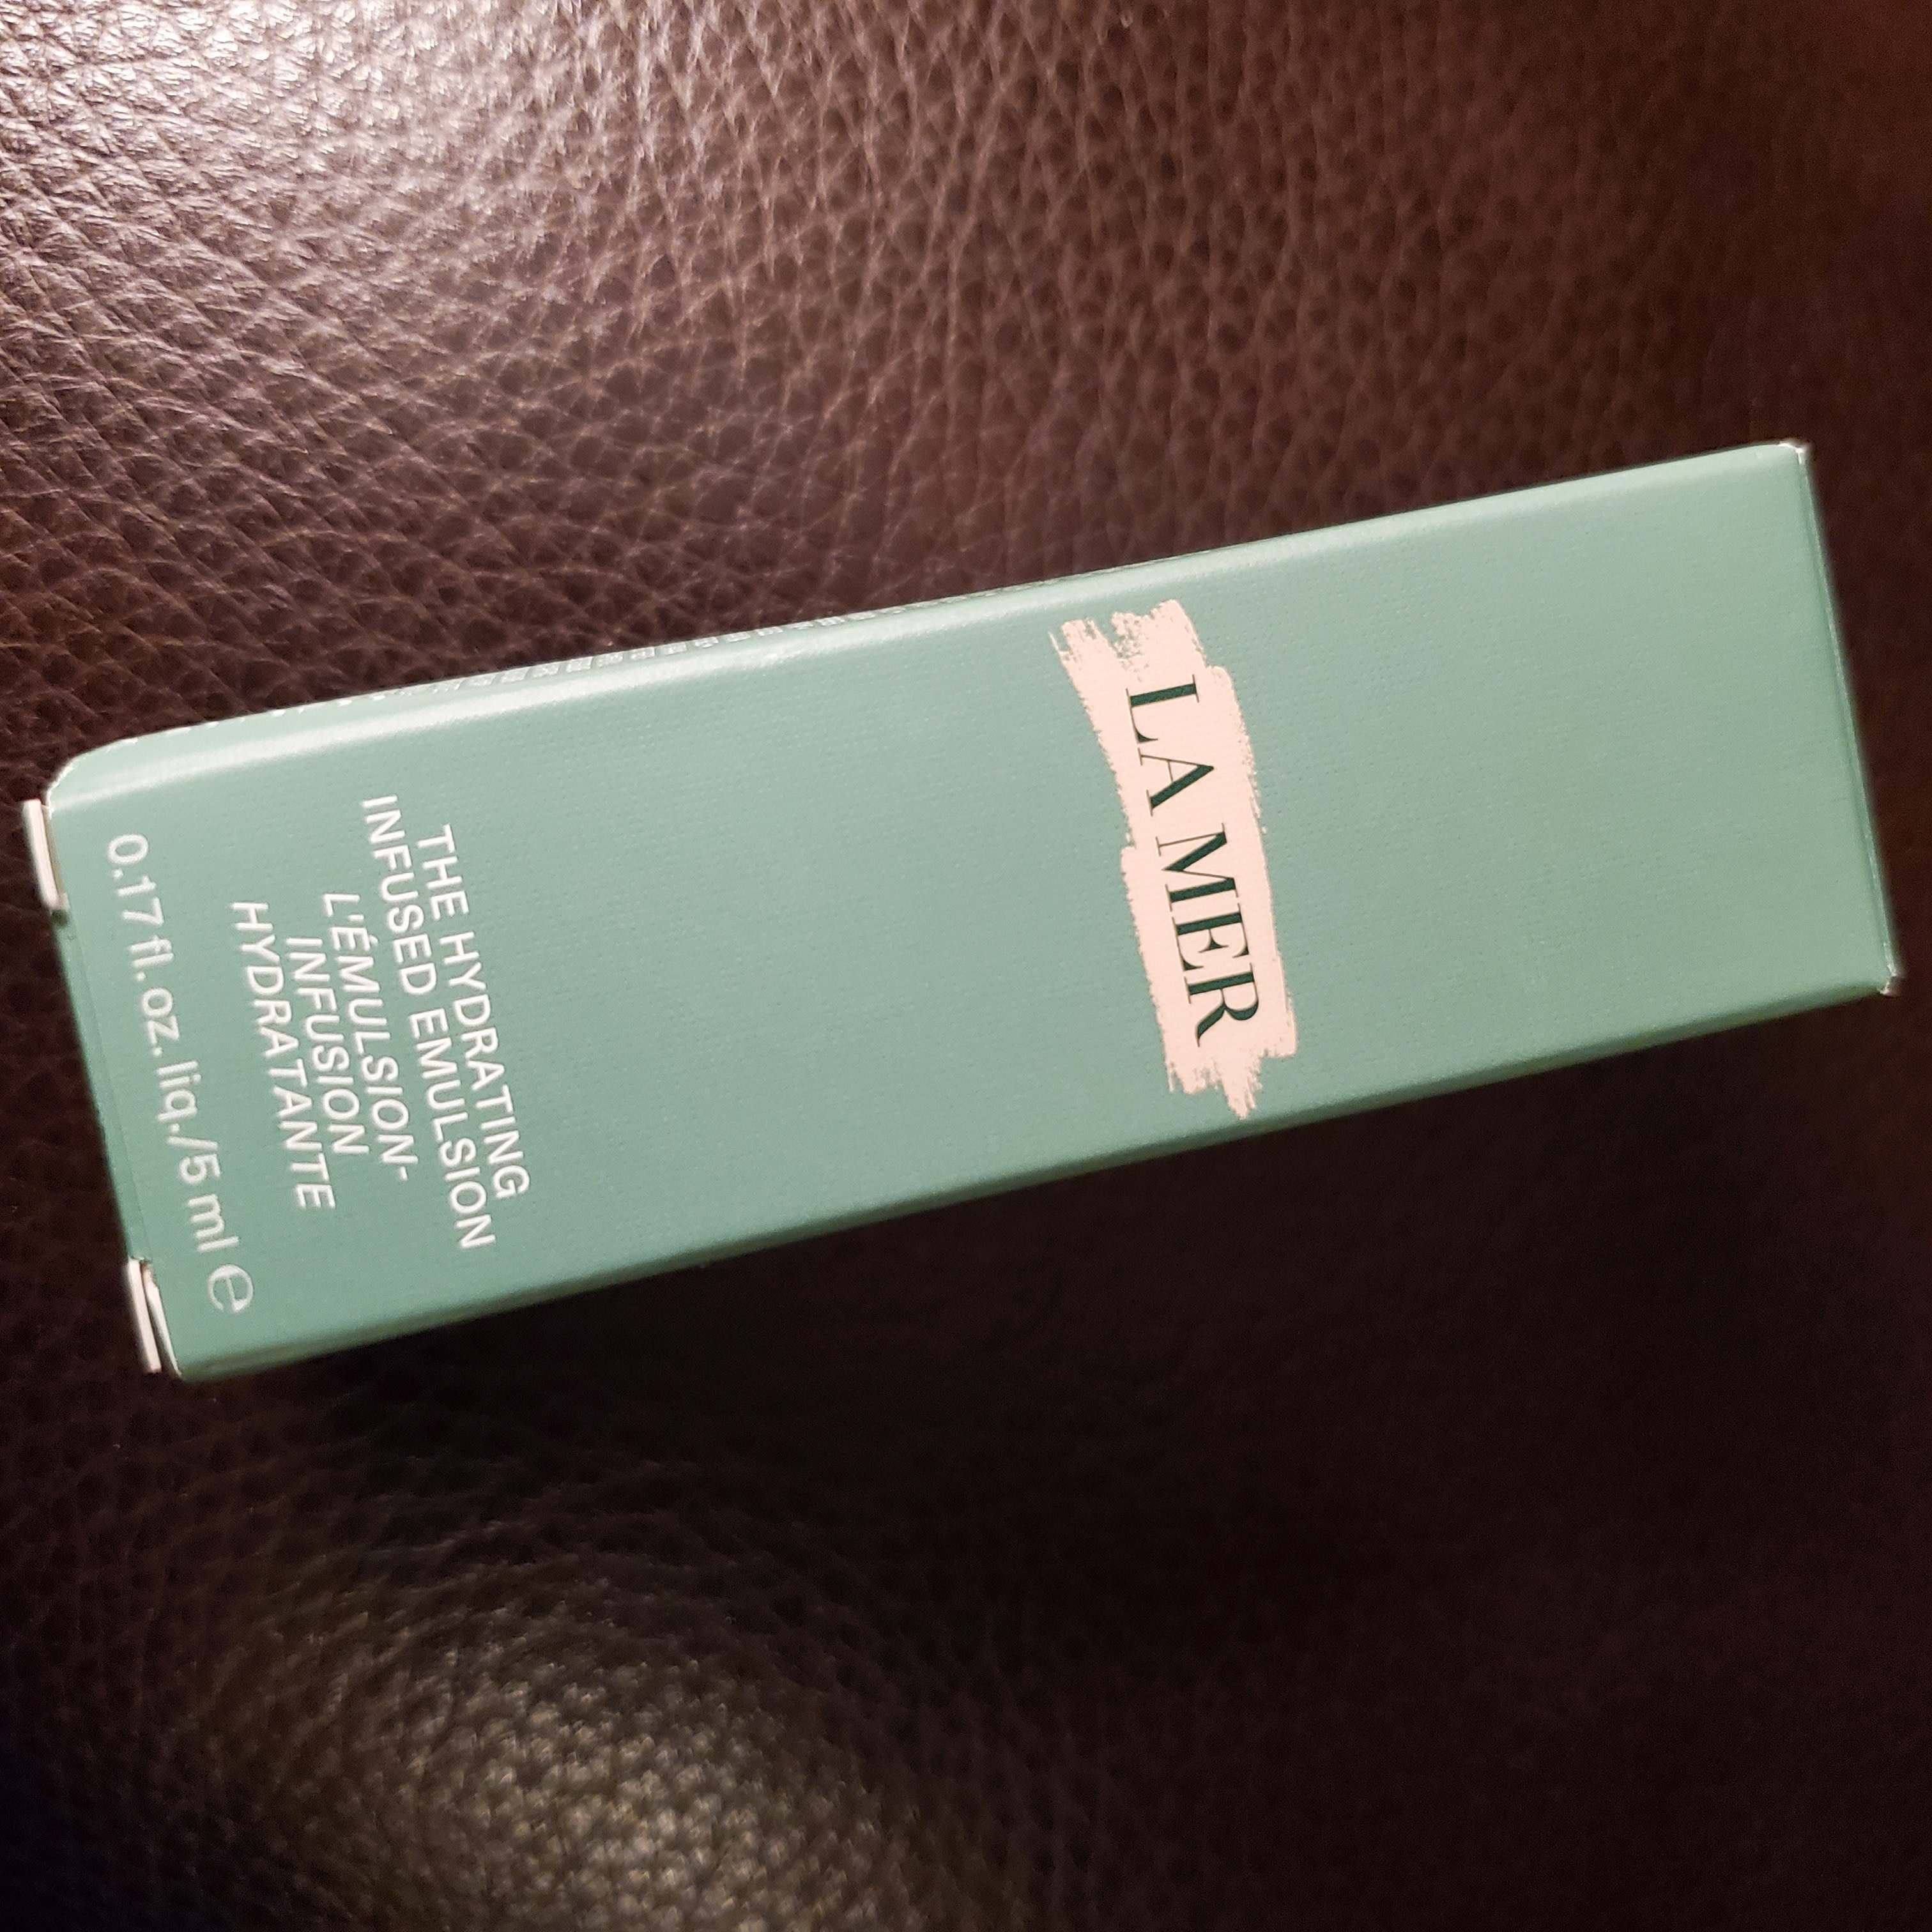 LA MER
THE HYDRATING
INFUSED EMULSION
L'ÉMULSION-
INFUSION
HYDRATANTE
0.17 fl. oz. liq./5 ml ℮